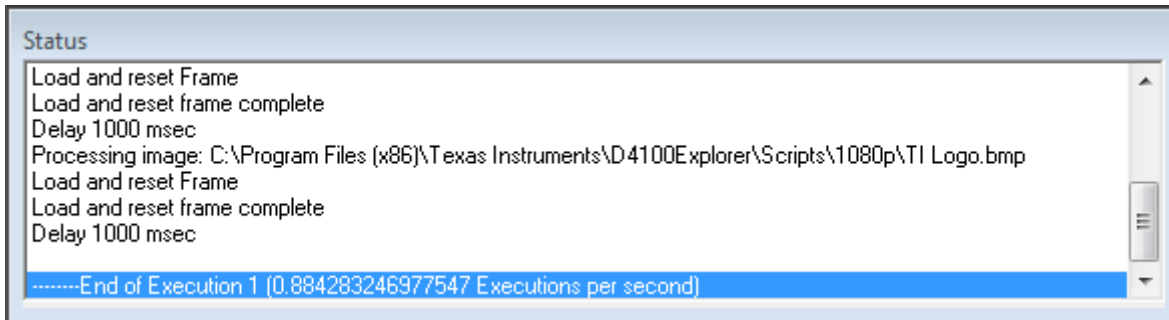 Status
Load and reset Frame
Load and reset frame complete
Delay 1000 msec
Processing image: C:\Program Files (x86)\Texas Instruments\D4100Explorer\Scripts\1080p\TI Logo.bmp
Load and reset Frame
Load and reset frame complete
Delay 1000 msec
--------End of Execution 1 (0.884283246977547 Executions per second)